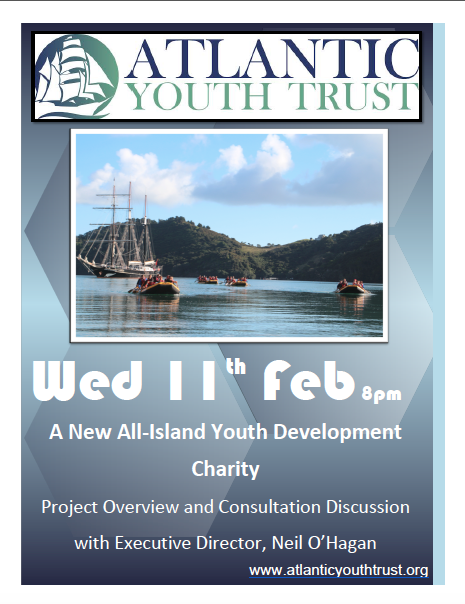 ATLANTIC
YOUTH TRUST
Wed 11th Feb 8pm
A New All-Island Youth Development
Charity
Project Overview and Consultation Discussion
with Executive Director, Neil O’Hagan
www.atlanticyouthtrust.org